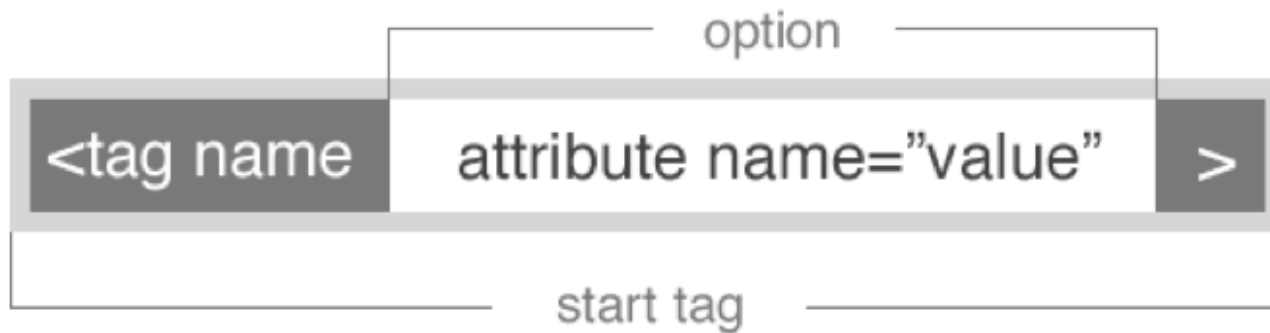 option
<tag name attribute name=”value” >
start tag